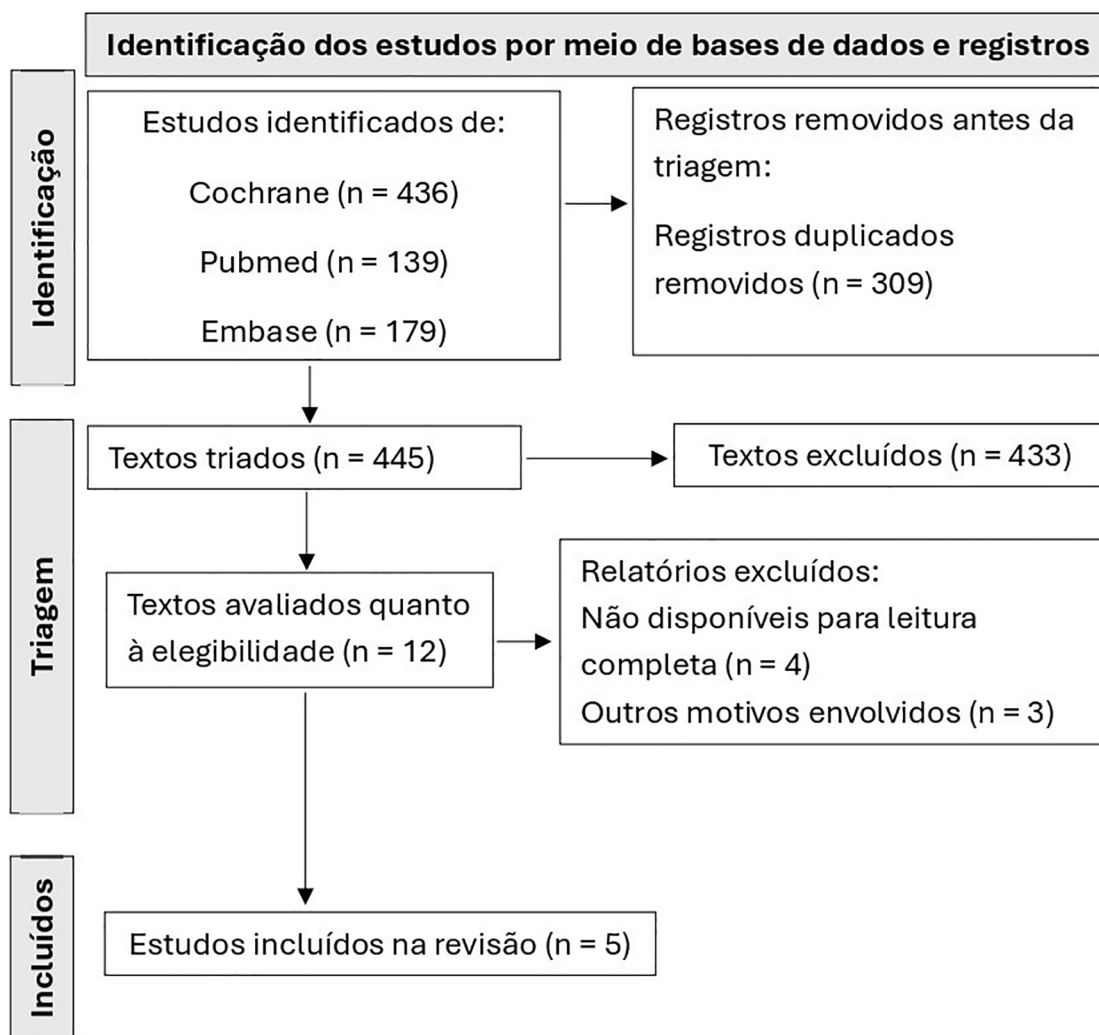 Identificação dos estudos por meio de bases de dados e registros
Identificação
Estudos identificados de:
Cochrane (n = 436)
Pubmed (n = 139)
Embase (n = 179)
Registros removidos antes da
triagem:
Registros duplicados
removidos (n = 309)
Triagem
Textos triados (n = 445)
Textos excluídos (n = 433)
Textos avaliados quanto
à elegibilidade (n = 12)
Relatórios excluídos:
Não disponíveis para leitura
completa (n = 4)
Outros motivos envolvidos (n = 3)
Incluídos
Estudos incluídos na revisão (n = 5)